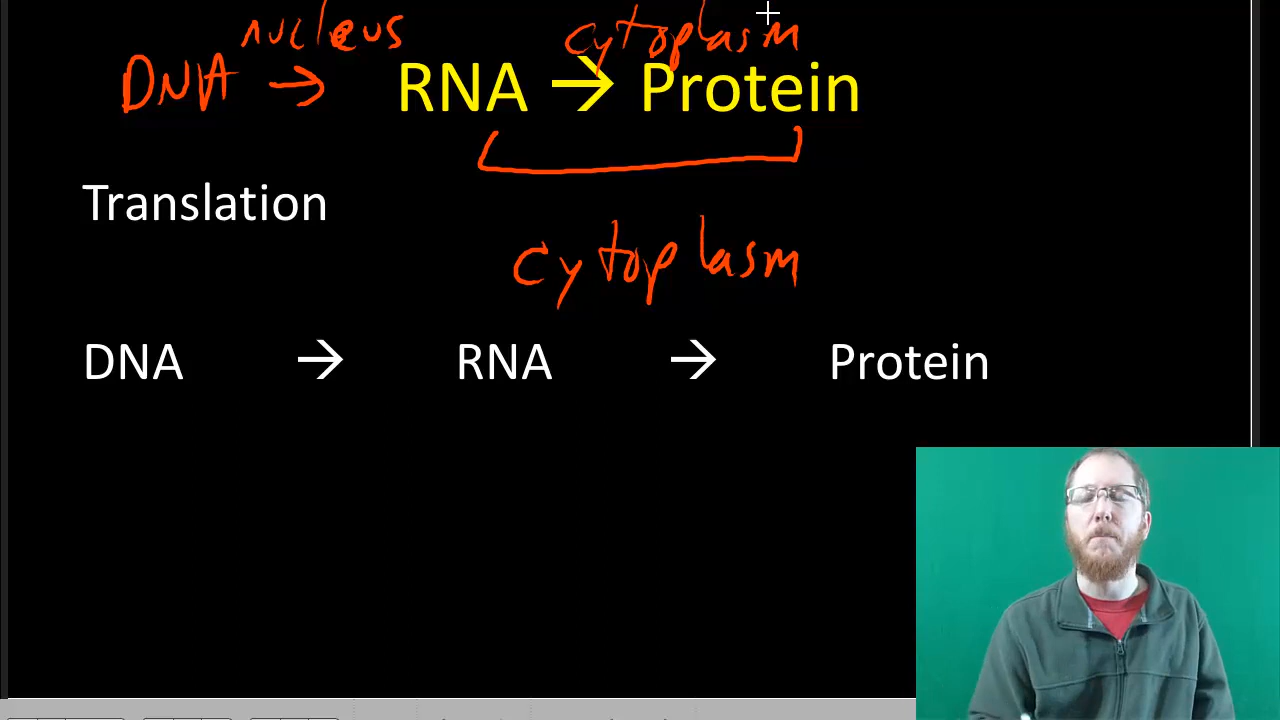 nucleus cytoplasm
DNA → RNA → Protein
Translation
cytoplasm
DNA → RNA → Protein